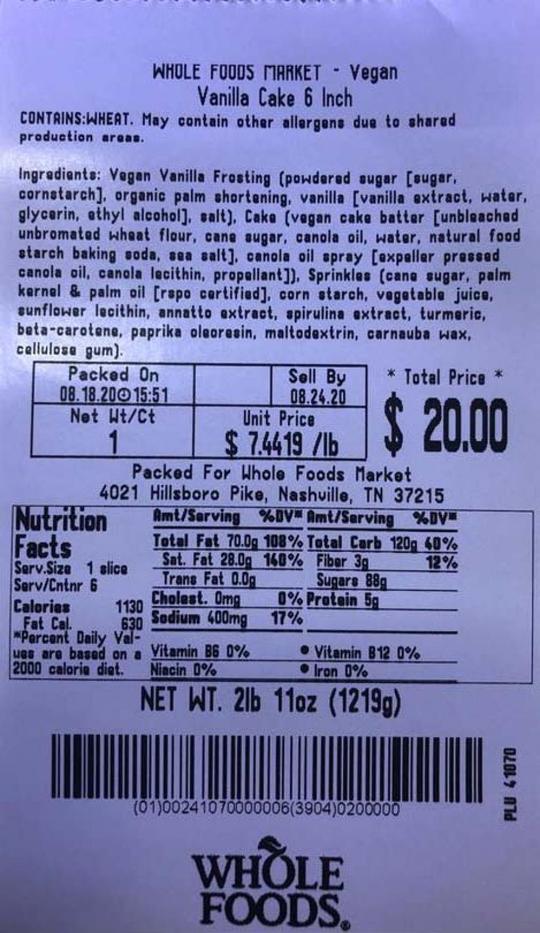 WHOLE FOODS MARKET - Vegan
Vanilla Cake 6 Inch
CONTAINS:WHEAT. May contain other allergens due to shared
production areas.
Ingredients: Vegan Vanilla Frosting (powdered sugar [sugar,
cornstarch], organic palm shortening, vanilla [vanilla extract, water,
glycerin, ethyl alcohol], salt), Cake (vegan cake batter [unbleached
unbromated wheat flour, cane sugar, canola oil, water, natural food
starch baking soda, sea salt], canola oil spray [expeller pressed
canola oil, canola lecithin, propellant]), Sprinkles (cane sugar, palm
kernel & palm oil [rspo certified], corn starch, vegetable juice,
sunflower lecithin, annatto extract, spirulina extract, turmeric,
beta-carotene, paprika oleoresin, maltodextrin, carnauba wax,
cellulose gum).
Packed On Sell By * Total Price *
08.18.20 15:51 08.24.20
Net Wt/Ct Unit Price $ 20.00
1 $ 7.4419 /lb
Packed For Whole Foods Market
4021 Hillsboro Pike, Nashville, TN 37215
Nutrition
Facts
Serv.Size 1 slice
Serv/Cntnr 6
Calories 1130
Fat Cal. 630
*Percent Daily Val-
ues are based on a
2000 calorie diet.
Amt/Serving %DV* Amt/Serving %DV*
Total Fat 70.0g 108% Total Carb 120g 40%
Sat. Fat 28.0g 140% Fiber 3g 12%
Trans Fat 0.0g Sugars 88g
Cholest. 0mg 0% Protein 5g
Sodium 400mg 17%
Vitamin B6 0% • Vitamin B12 0%
Niacin 0% • Iron 0%
NET WT. 2lb 11oz (1219g)
(01)00241070000006(3904)0200000
PLU 41070
WHOLE
FOODS®